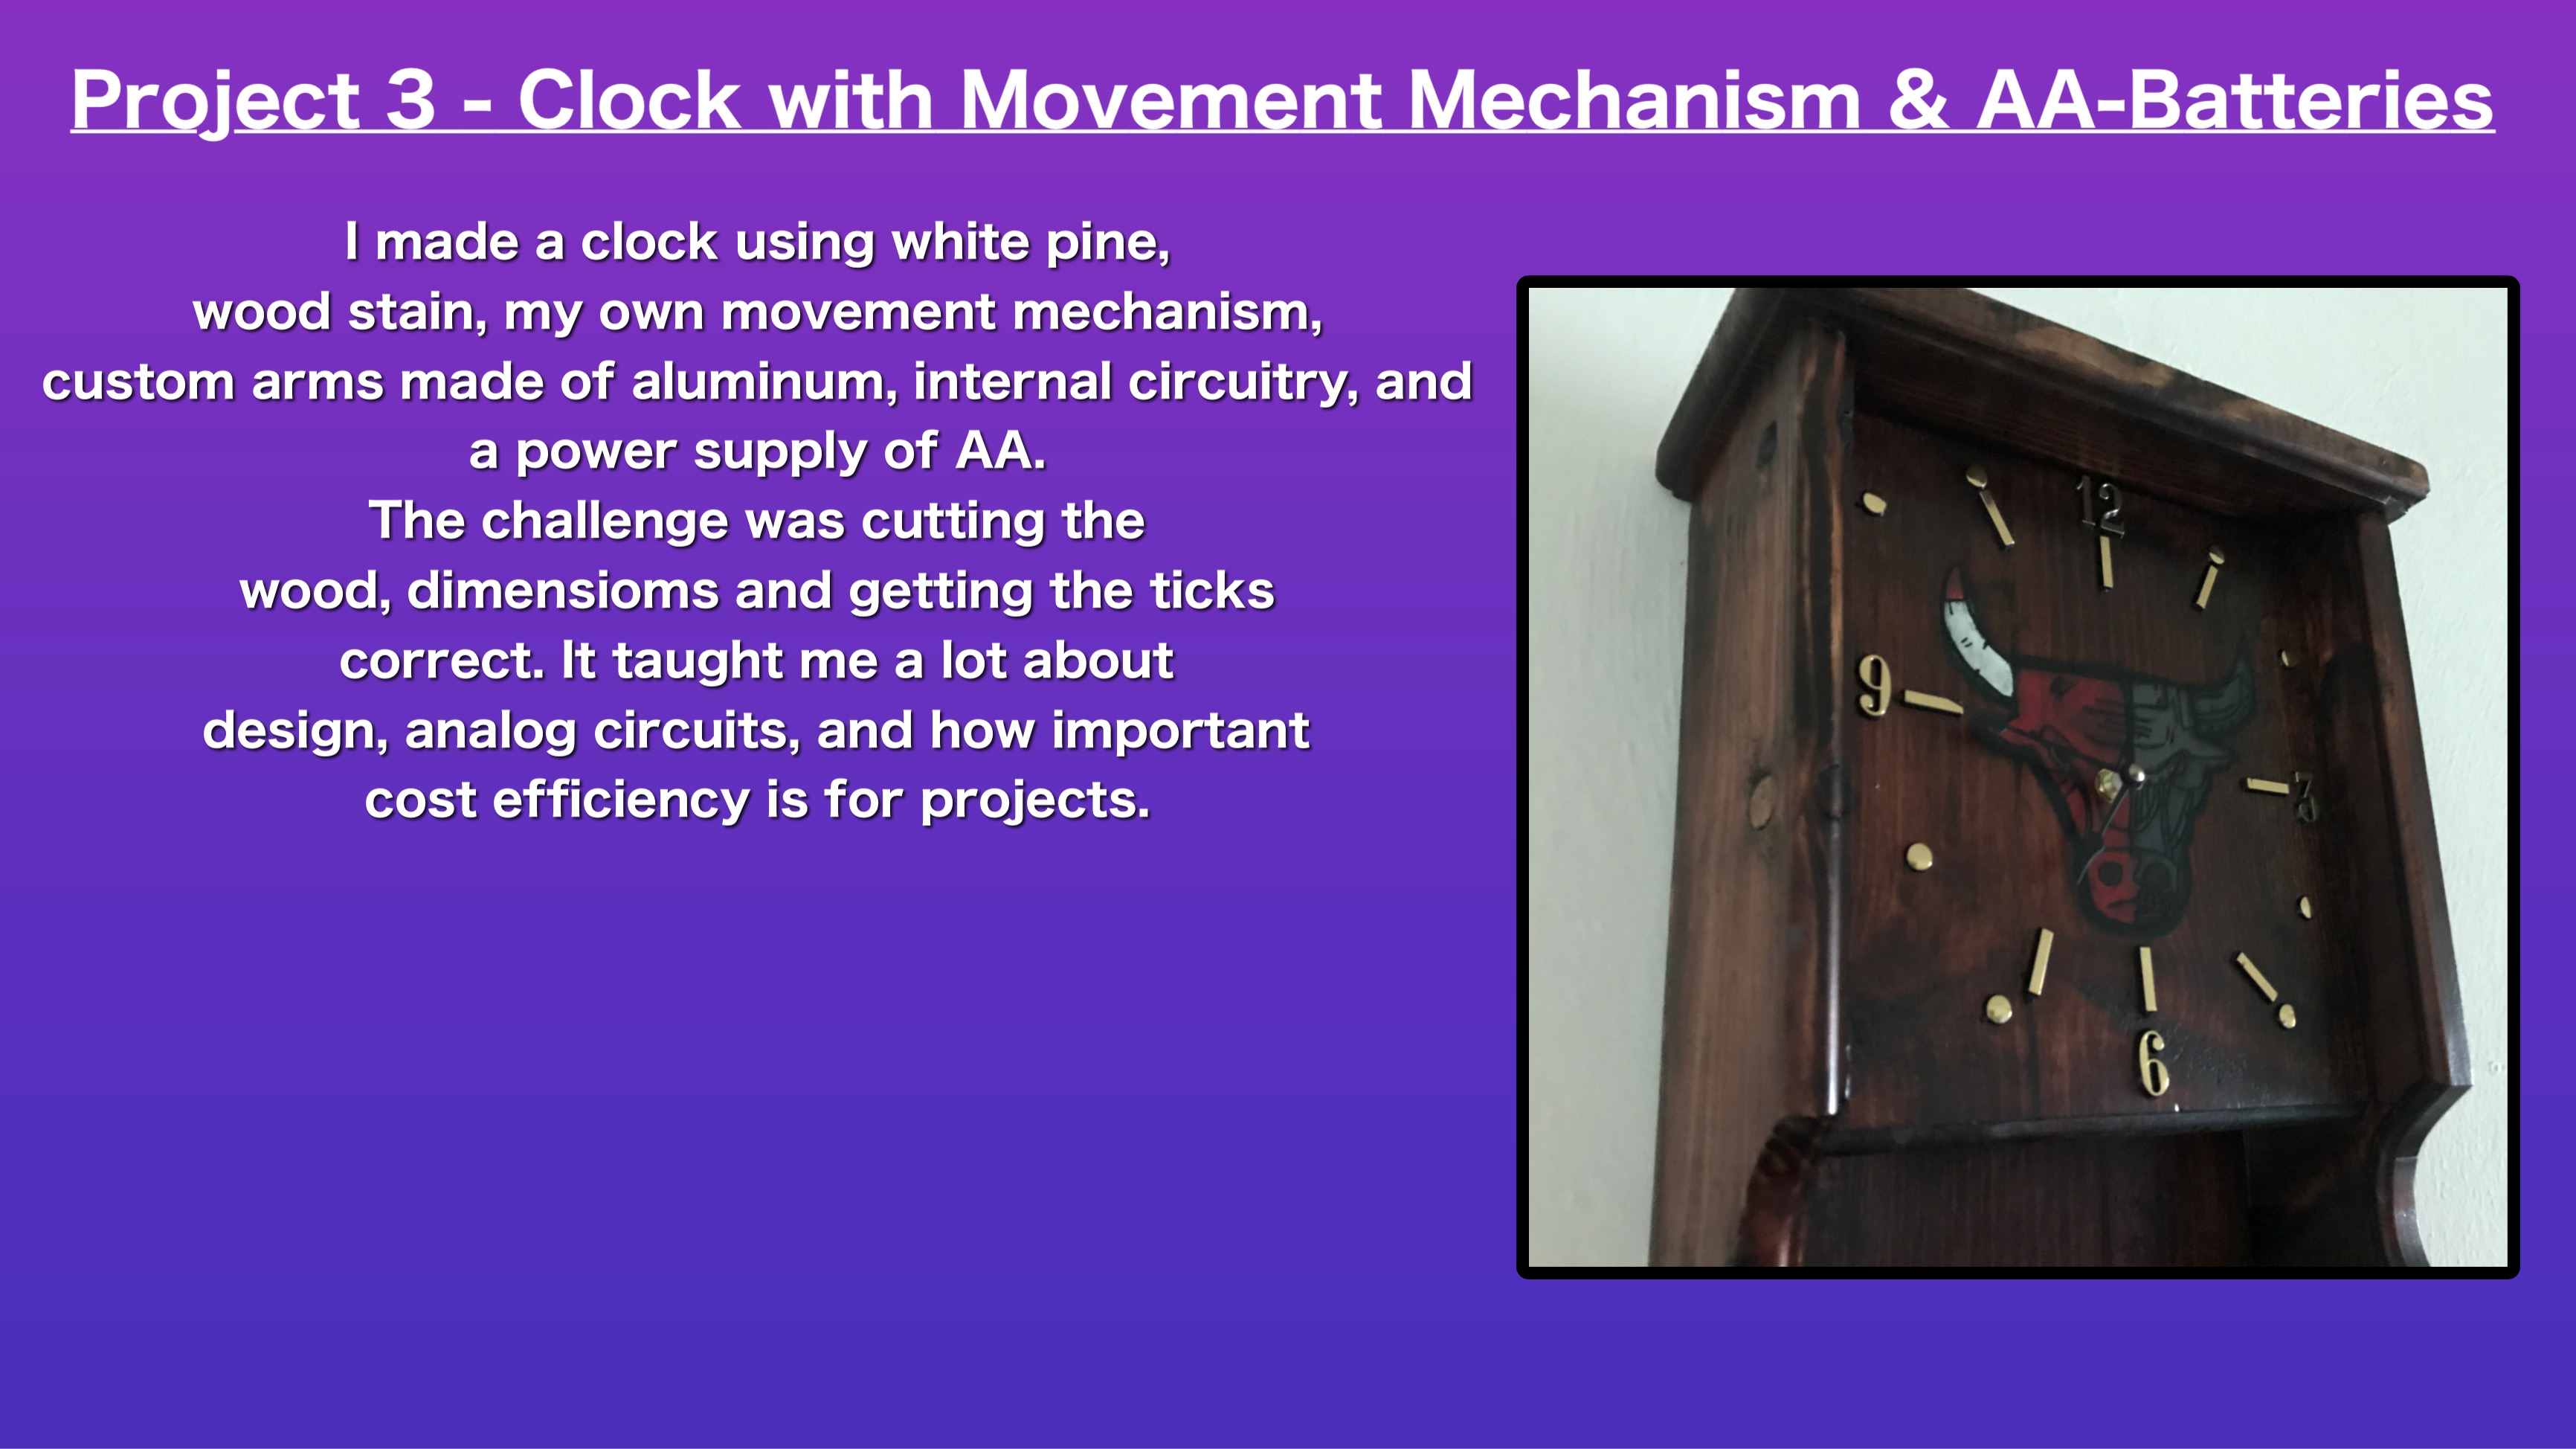 Project 3 - Clock with Movement Mechanism & AA-Batteries
I made a clock using white pine,
wood stain, my own movement mechanism,
custom arms made of aluminum, internal circuitry, and
a power supply of AA.
The challenge was cutting the
wood, dimensioms and getting the ticks
correct. It taught me a lot about
design, analog circuits, and how important
cost efficiency is for projects.
12
9
3
6